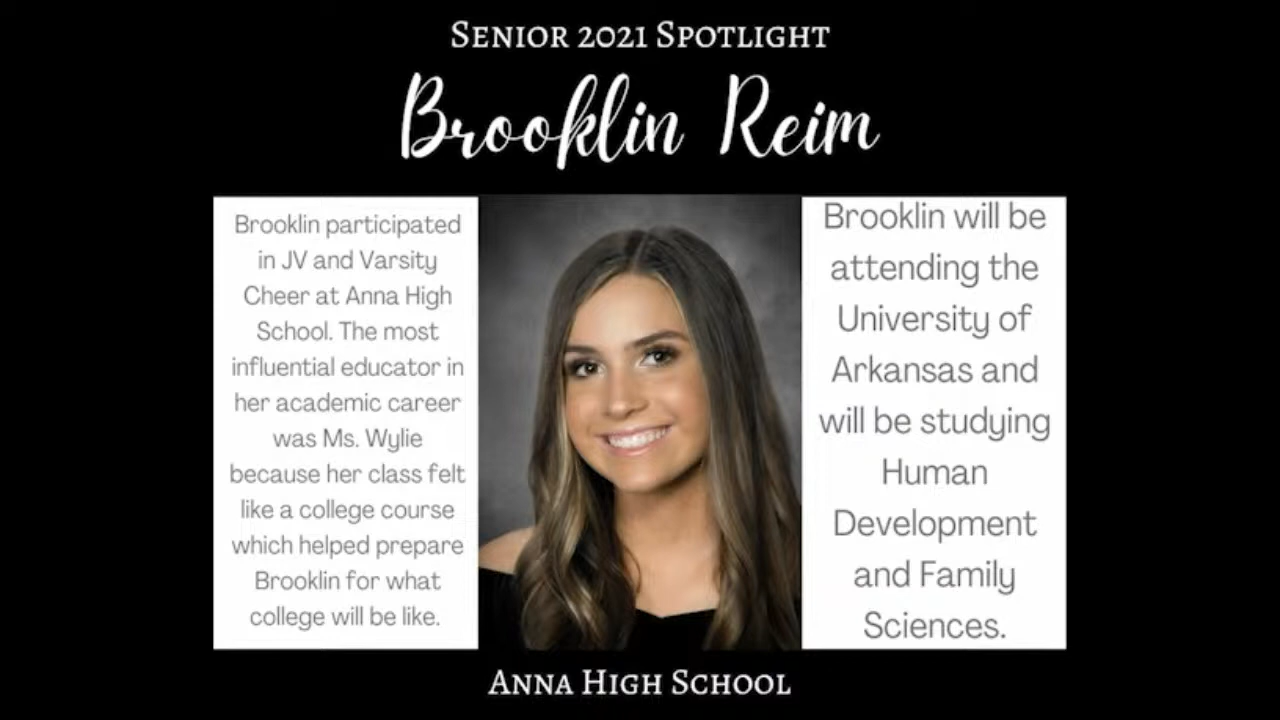 Senior 2021 Spotlight
Brooklin Reim
Brooklin participated
in JV and Varsity
Cheer at Anna High
School. The most
influential educator in
her academic career
was Ms. Wylie
because her class felt
like a college course
which helped prepare
Brooklin for what
college will be like.
Brooklin will be
attending the
University of
Arkansas and
will be studying
Human
Development
and Family
Sciences.
Anna High School